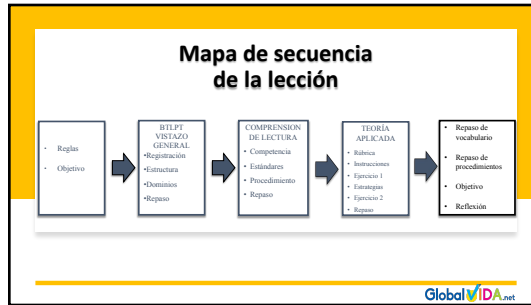 Mapa de secuencia
de la lección
• Reglas
• Objetivo
BTLPT
VISTAZO
GENERAL
•Registración
•Estructura
•Dominios
•Repaso
COMPRENSION
DE LECTURA
• Competencia
• Estándares
• Procedimiento
• Repaso
TEORÍA
APLICADA
• Rúbrica
• Instrucciones
• Ejercicio 1
• Estrategias
• Ejercicio 2
• Repaso
• Repaso de
vocabulario
• Repaso de
procedimientos
• Objetivo
• Reflexión
GlobalVIDA.net